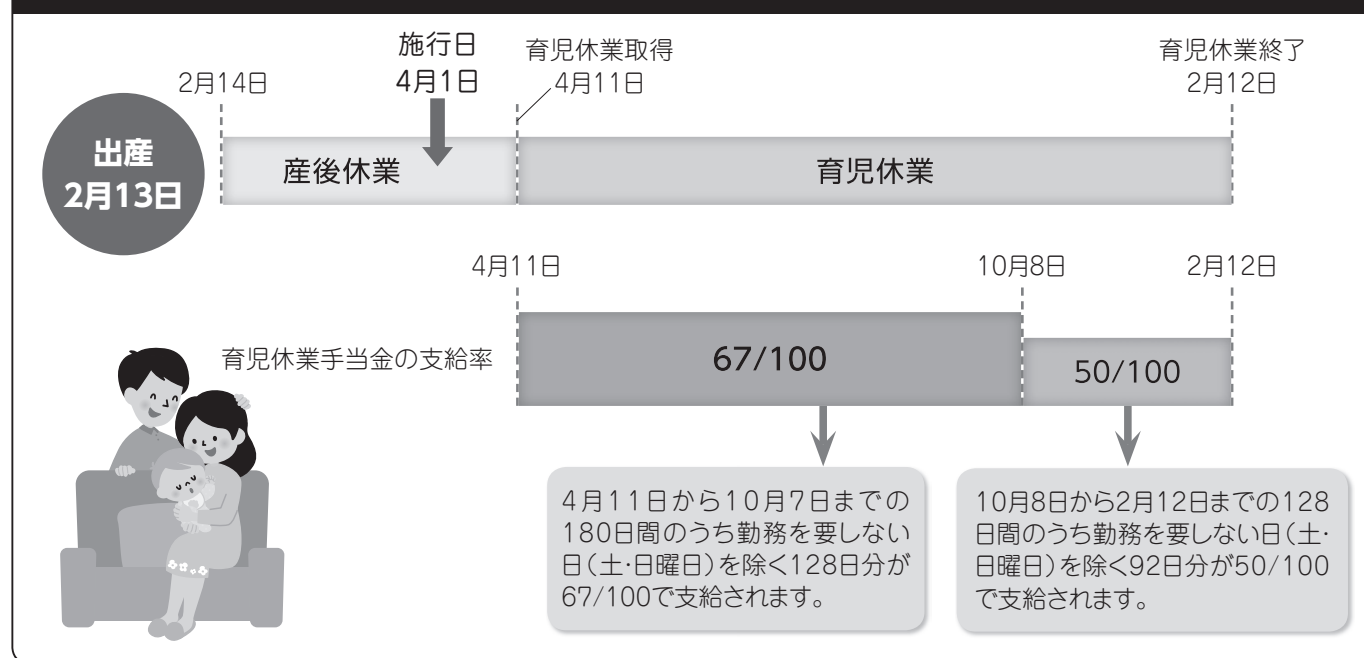 施行日
4月1日
育児休業取得
4月11日
育児休業終了
2月12日
2月14日
出産
2月13日
産後休業
育児休業
4月11日
10月8日
2月12日
育児休業手当金の支給率
67/100
50/100
4月11日から10月7日までの
180日間のうち勤務を要しない
日(土・日曜日)を除く128日分が
67/100で支給されます。
10月8日から2月12日までの128
日間のうち勤務を要しない日(土・
日曜日)を除く92日分が50/100
で支給されます。